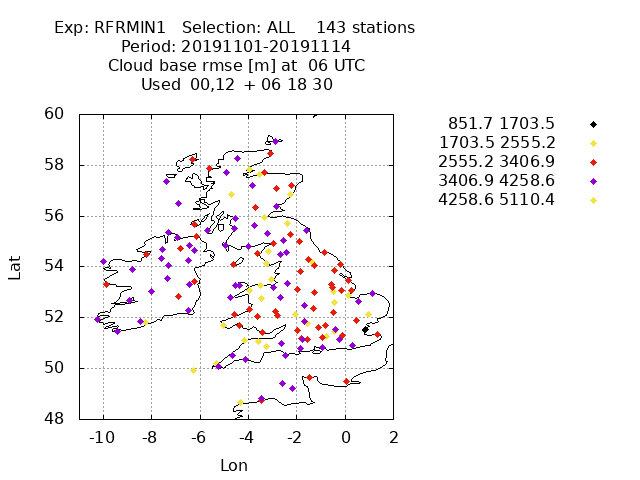 Exp: RFRMIN1 Selection: ALL 143 stations
Period: 20191101-20191114
Cloud base rmse [m] at 06 UTC
Used 00,12 + 06 18 30
851.7 1703.5
1703.5 2555.2
2555.2 3406.9
3406.9 4258.6
4258.6 5110.4
60
58
56
54
52
50
48
Lat
-10 -8 -6 -4 -2 0 2
Lon